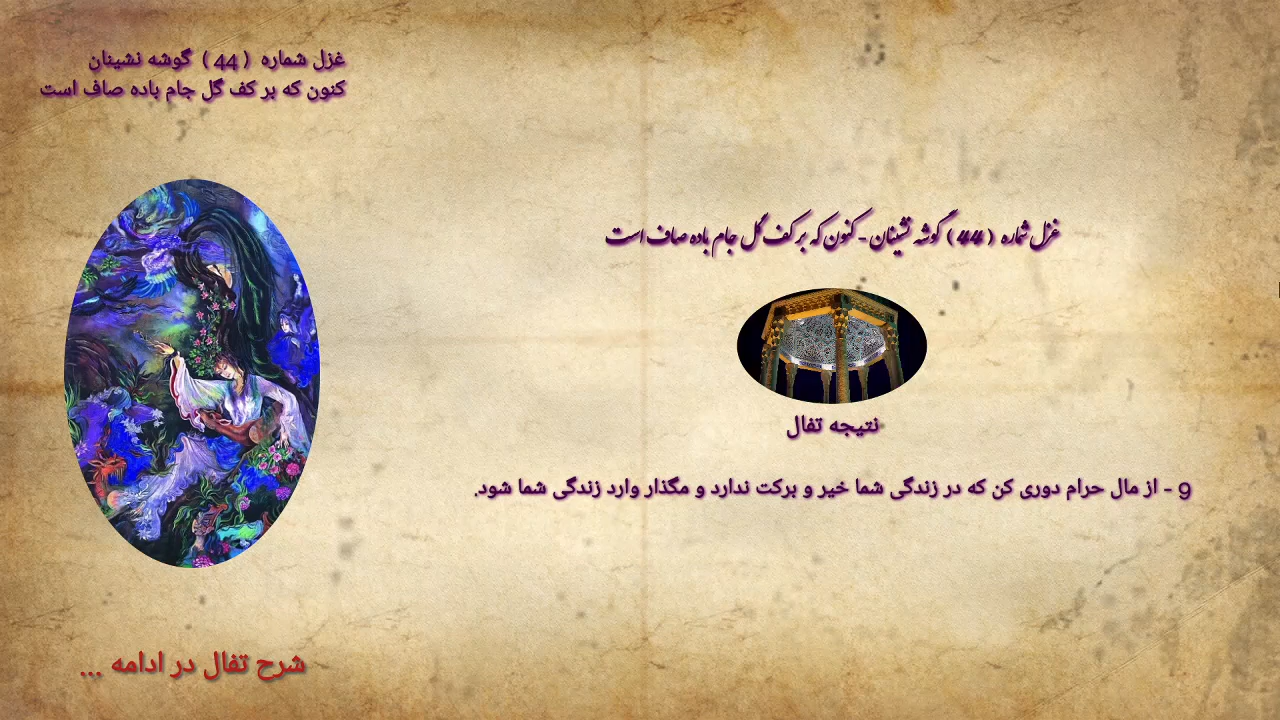 غزل شماره ( 44 ) گوشه نشینان
کنون که بر کف گل جام باده صاف است
غزل شماره ( 44 ) گوشه نشینان - کنون که بر کف گل جام باده صاف است
نتیجه تفال
9 - از مال حرام دوری کن که در زندگی شما خیر و برکت ندارد و مگذار وارد زندگی شما شود.
شرح تفال در ادامه ...